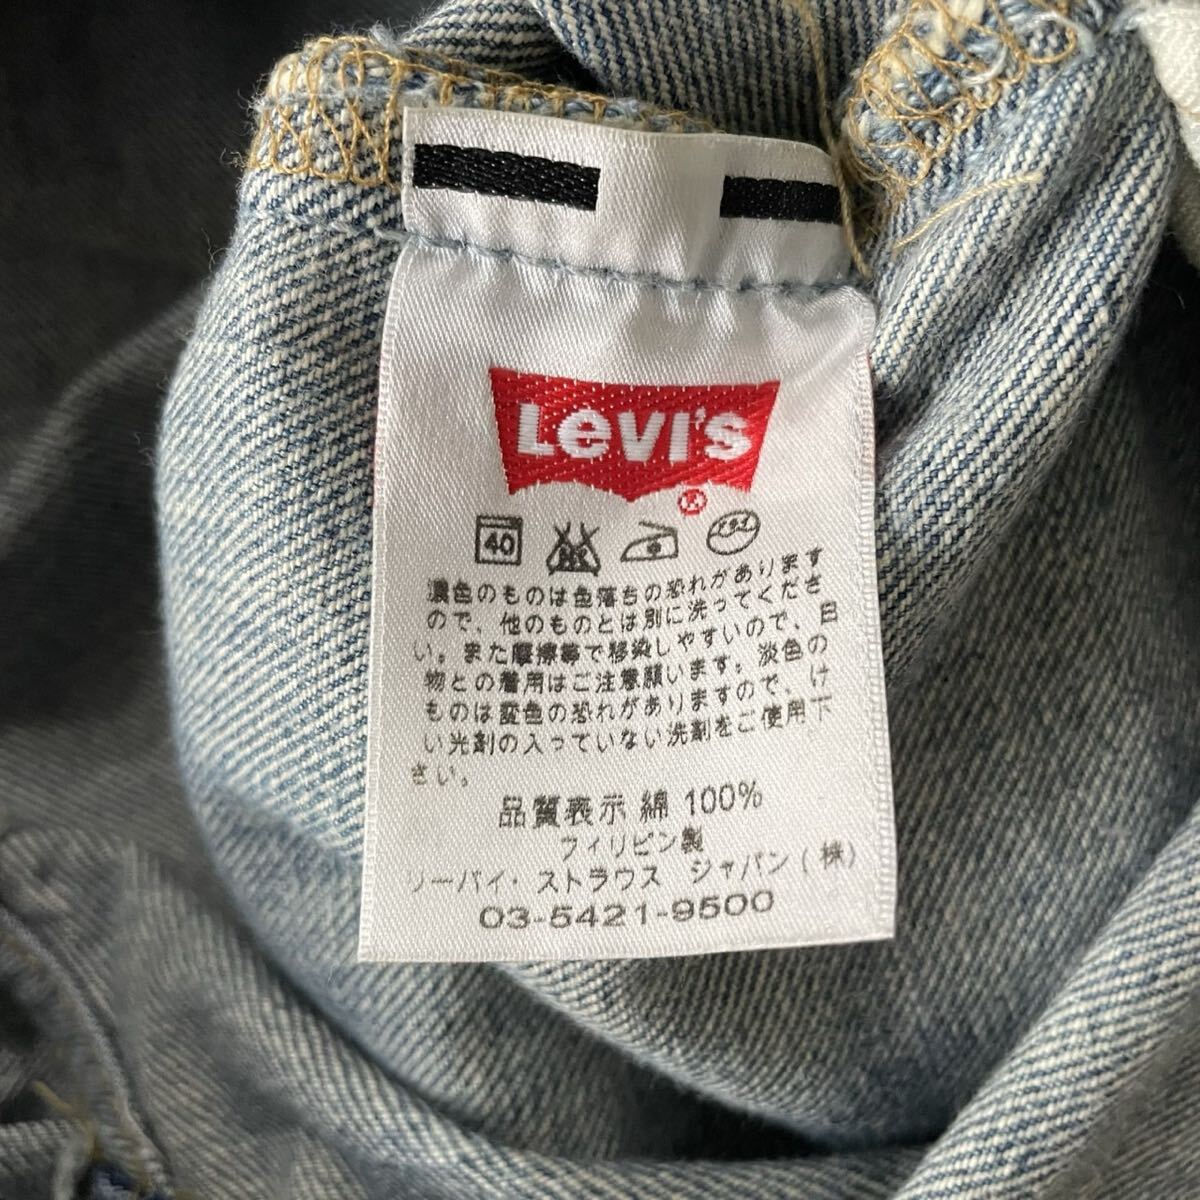 LEVI'S
®
40
濃色のものは色落ちの恐れがあります
ので、他のものとは別に洗ってくださ
い。また摩擦等で移染しやすいので、白
物との着用はご注意願います。淡色の
ものは変色の恐れがありますので、け
い光剤の入っていない洗剤をご使用下
さい。
品質表示 綿 100%
フィリピン製
リーバイ・ストラウス ジャパン(株)
03-5421-9500